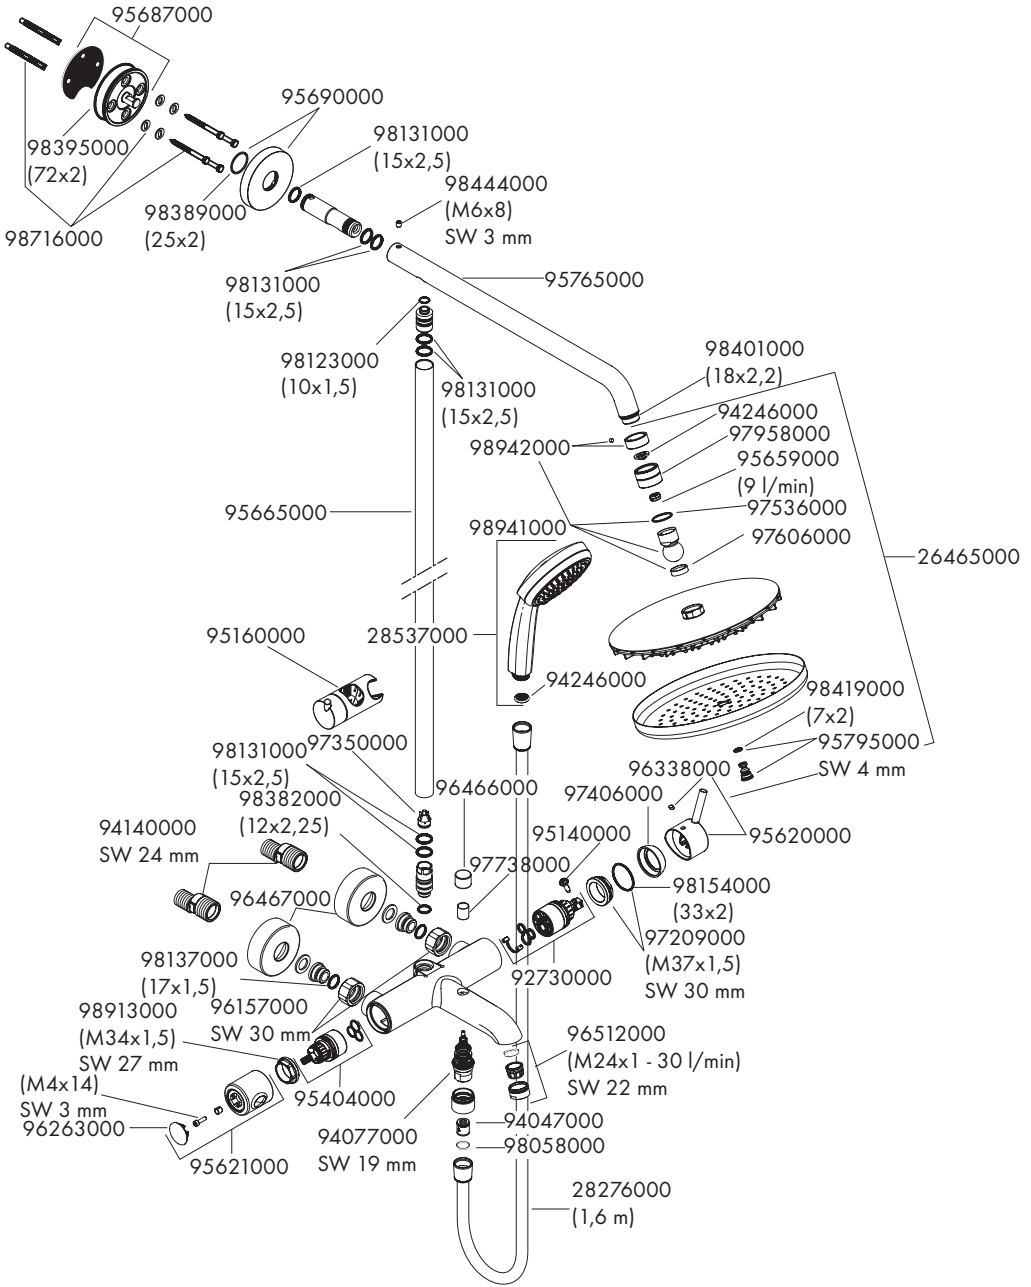 95687000
95690000
98131000
(15x2,5)
98395000
(72x2)
98444000
(M6x8)
SW 3 mm
98389000
(25x2)
98716000
98131000
(15x2,5)
95765000
98123000
(10x1,5)
98401000
(18x2,2)
98131000
(15x2,5)
94246000
97958000
98942000
95659000
(9 l/min)
97536000
95665000
98941000
97606000
26465000
95160000
28537000
94246000
98419000
(7x2)
98131000
(15x2,5)
97350000
95795000
SW 4 mm
96338000
96466000
97406000
98382000
(12x2,25)
94140000
SW 24 mm
95140000
95620000
97738000
96467000
98154000
(33x2)
97209000
(M37x1,5)
SW 30 mm
98137000
(17x1,5)
92730000
96157000
SW 30 mm
98913000
(M34x1,5)
SW 27 mm
96512000
(M24x1 - 30 l/min)
SW 22 mm
(M4x14)
SW 3 mm
96263000
95404000
94047000
94077000
SW 19 mm
98058000
95621000
28276000
(1,6 m)